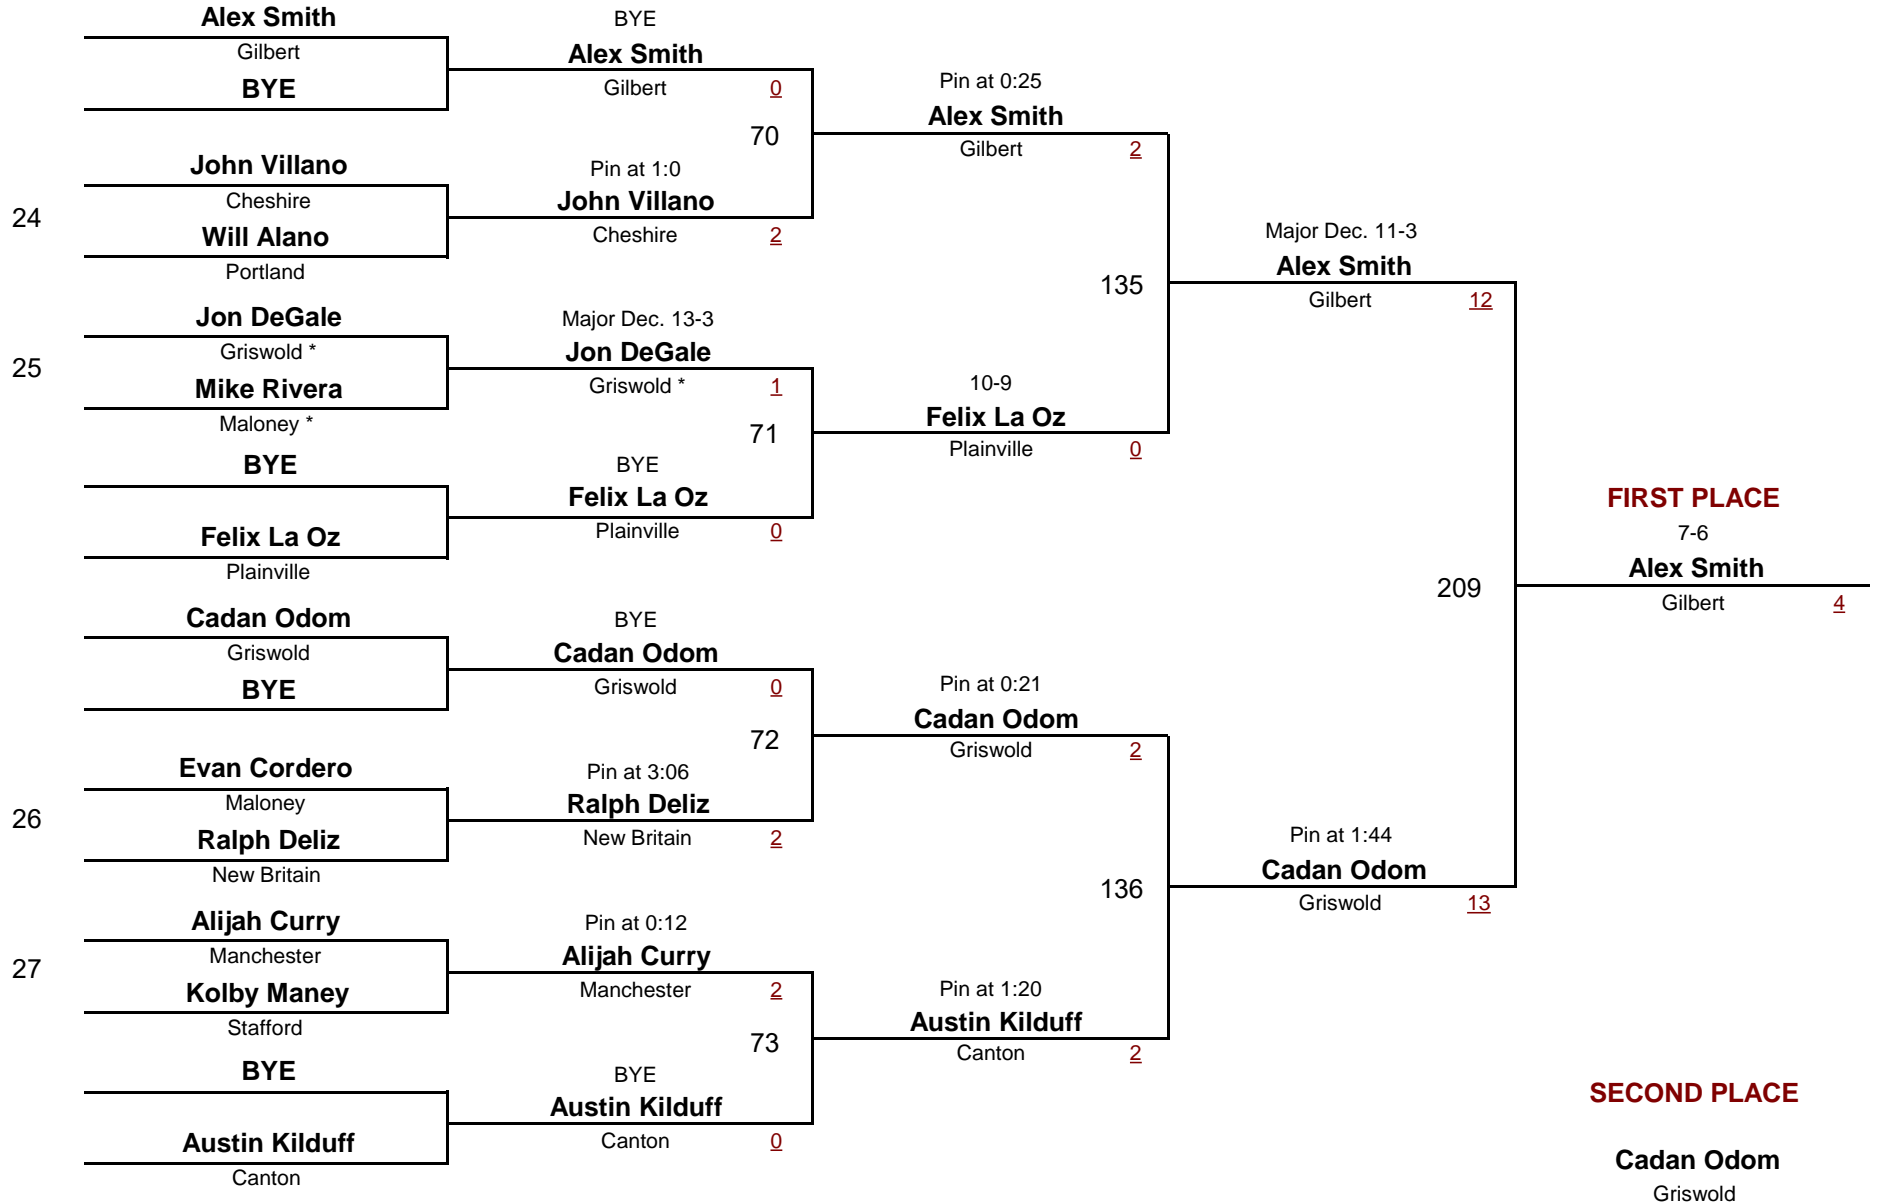 Alex Smith
Gilbert
BYE
24
John Villano
Cheshire
Will Alano
Portland
25
Jon DeGale
Griswold *
Mike Rivera
Maloney *
BYE
Felix La Oz
Plainville
Cadan Odom
Griswold
BYE
26
Evan Cordero
Maloney
Ralph Deliz
New Britain
27
Alijah Curry
Manchester
Kolby Maney
Stafford
BYE
Austin Kilduff
Canton
BYE
Alex Smith
Gilbert 0
70
Pin at 1:0
John Villano
Cheshire 2
Major Dec. 13-3
Jon DeGale
Griswold * 1
71
BYE
Felix La Oz
Plainville 0
BYE
Cadan Odom
Griswold 0
72
Pin at 3:06
Ralph Deliz
New Britain 2
Pin at 0:12
Alijah Curry
Manchester 2
73
BYE
Austin Kilduff
Canton 0
Pin at 0:25
Alex Smith
Gilbert 2
135
10-9
Felix La Oz
Plainville 0
Pin at 0:21
Cadan Odom
Griswold 2
136
Pin at 1:20
Austin Kilduff
Canton 2
Major Dec. 11-3
Alex Smith
Gilbert 12
209
Pin at 1:44
Cadan Odom
Griswold 13
FIRST PLACE
7-6
Alex Smith
Gilbert 4
SECOND PLACE
Cadan Odom
Griswold